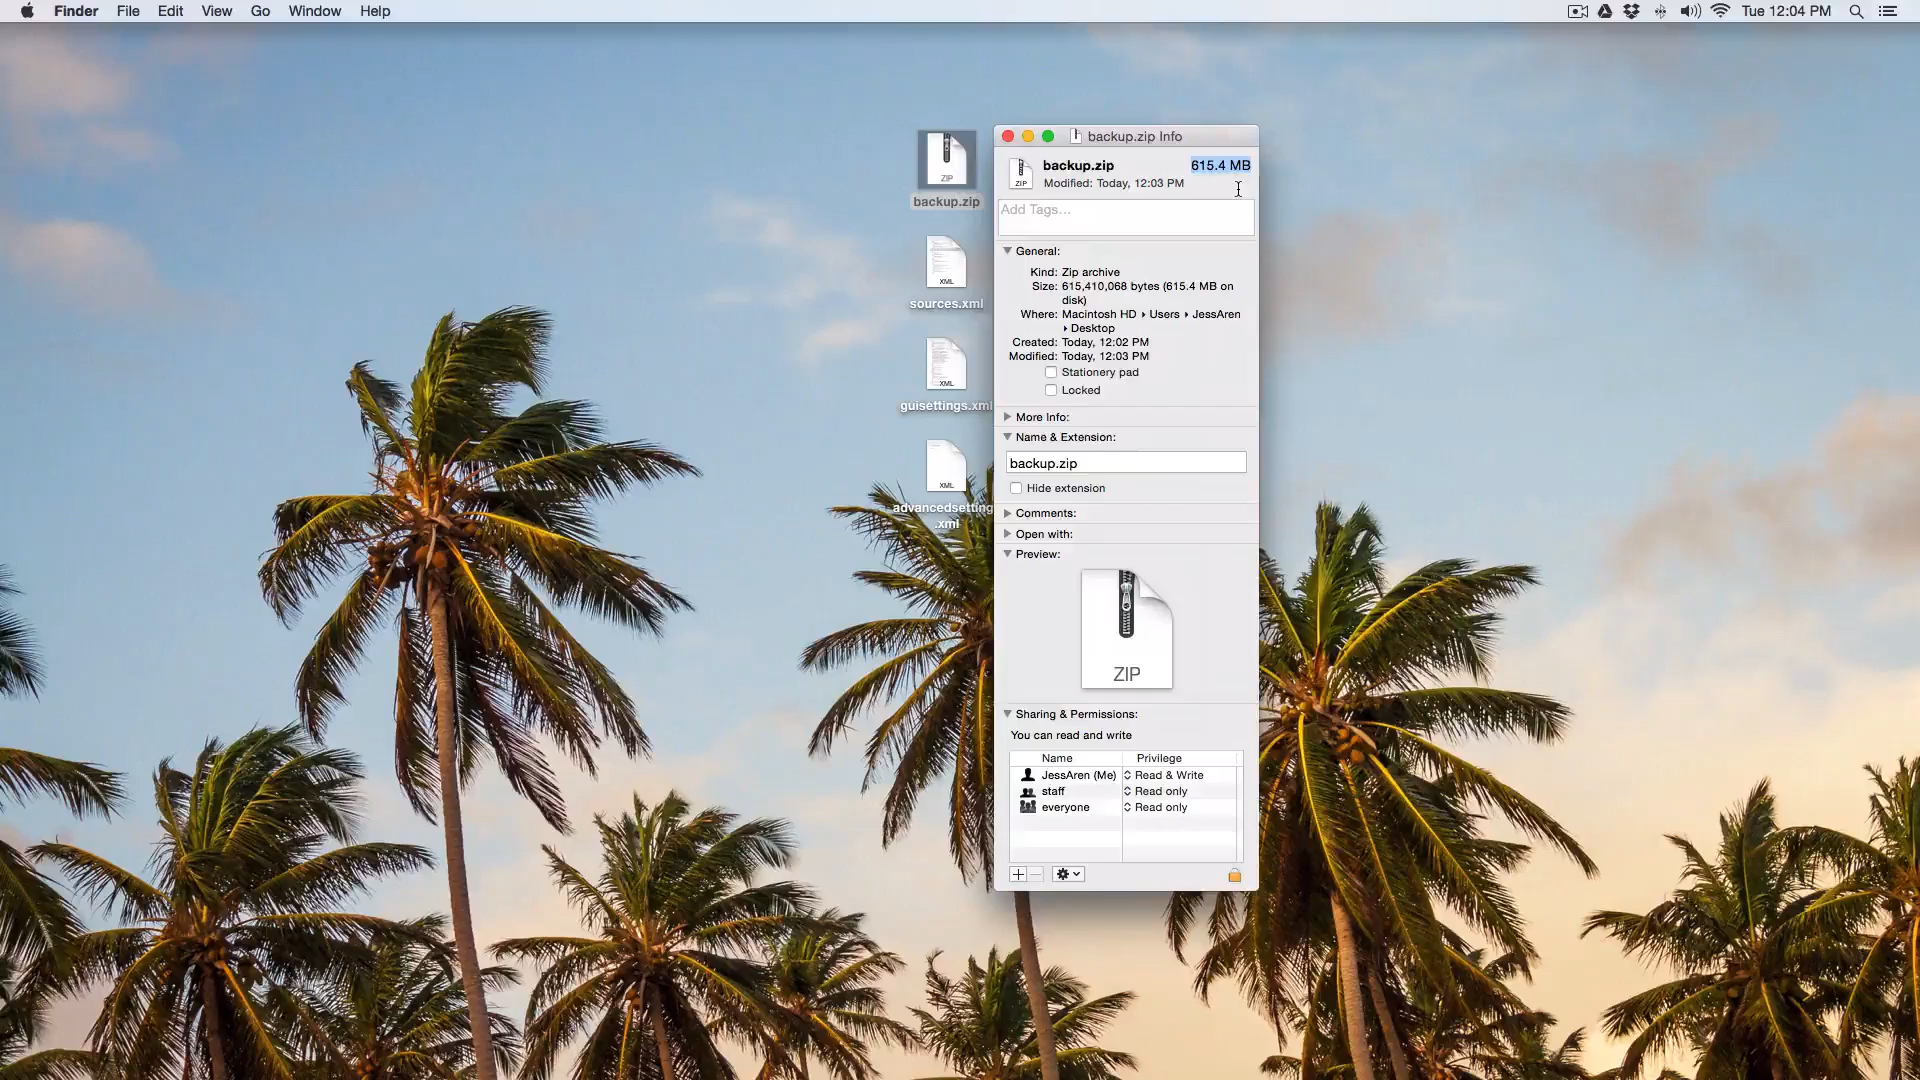 Finder File Edit View Go Window Help Tue 12:04 PM
ZIP
backup.zip
XML
sources.xml
XML
guisettings.xml
XML
advancedsetting
.xml
backup.zip Info
ZIP
backup.zip 615.4 MB
Modified: Today, 12:03 PM
Add Tags...
General:
Kind: Zip archive
Size: 615,410,068 bytes (615.4 MB on
disk)
Where: Macintosh HD ▸ Users ▸ JessAren
▸ Desktop
Created: Today, 12:02 PM
Modified: Today, 12:03 PM
Stationery pad
Locked
More Info:
Name & Extension:
backup.zip
Hide extension
Comments:
Open with:
Preview:
ZIP
Sharing & Permissions:
You can read and write
Name Privilege
JessAren (Me) Read & Write
staff Read only
everyone Read only